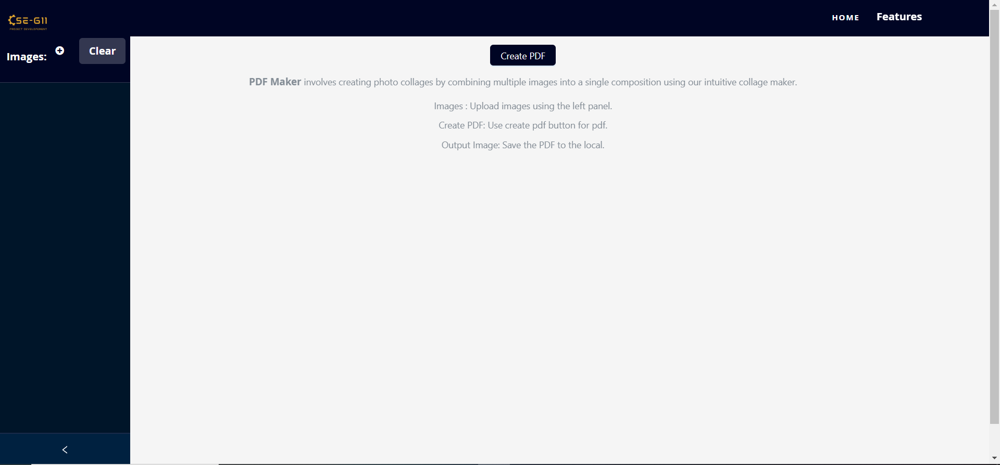 CSE-G11
PROJECT DEVELOPEMENT
HOME
Features
Images:
Clear
Create PDF
PDF Maker involves creating photo collages by combining multiple images into a single composition using our intuitive collage maker.
Images : Upload images using the left panel.
Create PDF: Use create pdf button for pdf.
Output Image: Save the PDF to the local.